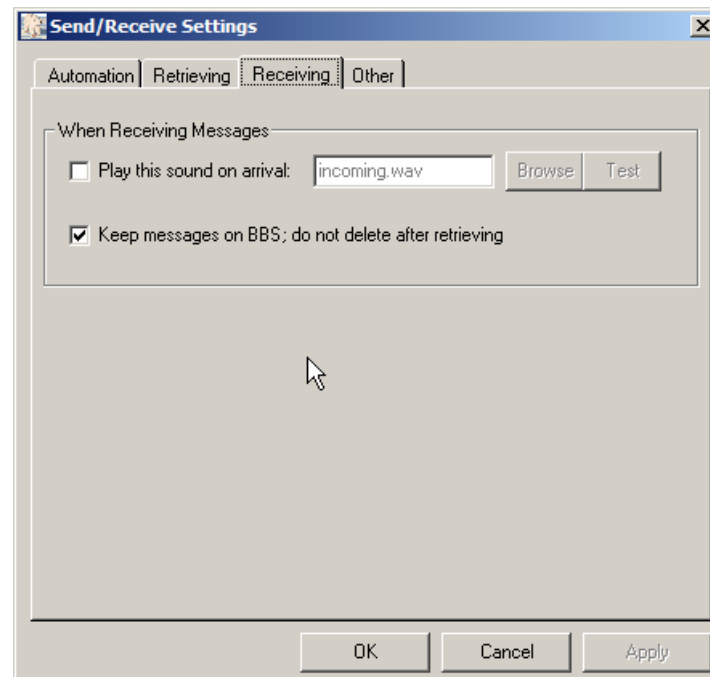 Send/Receive Settings
Automation Retrieving Receiving Other
When Receiving Messages
Play this sound on arrival: incoming.wav Browse Test
Keep messages on BBS; do not delete after retrieving
OK Cancel Apply